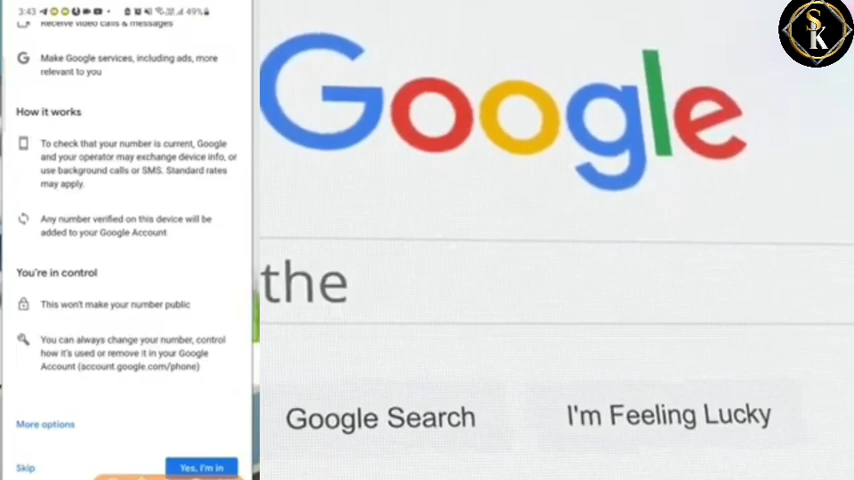 3:43
49%
Receive video calls & messages
Make Google services, including ads, more
relevant to you
How it works
To check that your number is current, Google
and your operator may exchange device info, or
use background calls or SMS. Standard rates
may apply.
Any number verified on this device will be
added to your Google Account
You're in control
This won't make your number public
You can always change your number, control
how it's used or remove it in your Google
Account (account.google.com/phone)
More options
Skip
Yes, I'm in
Google
the
Google Search
I'm Feeling Lucky
S
K